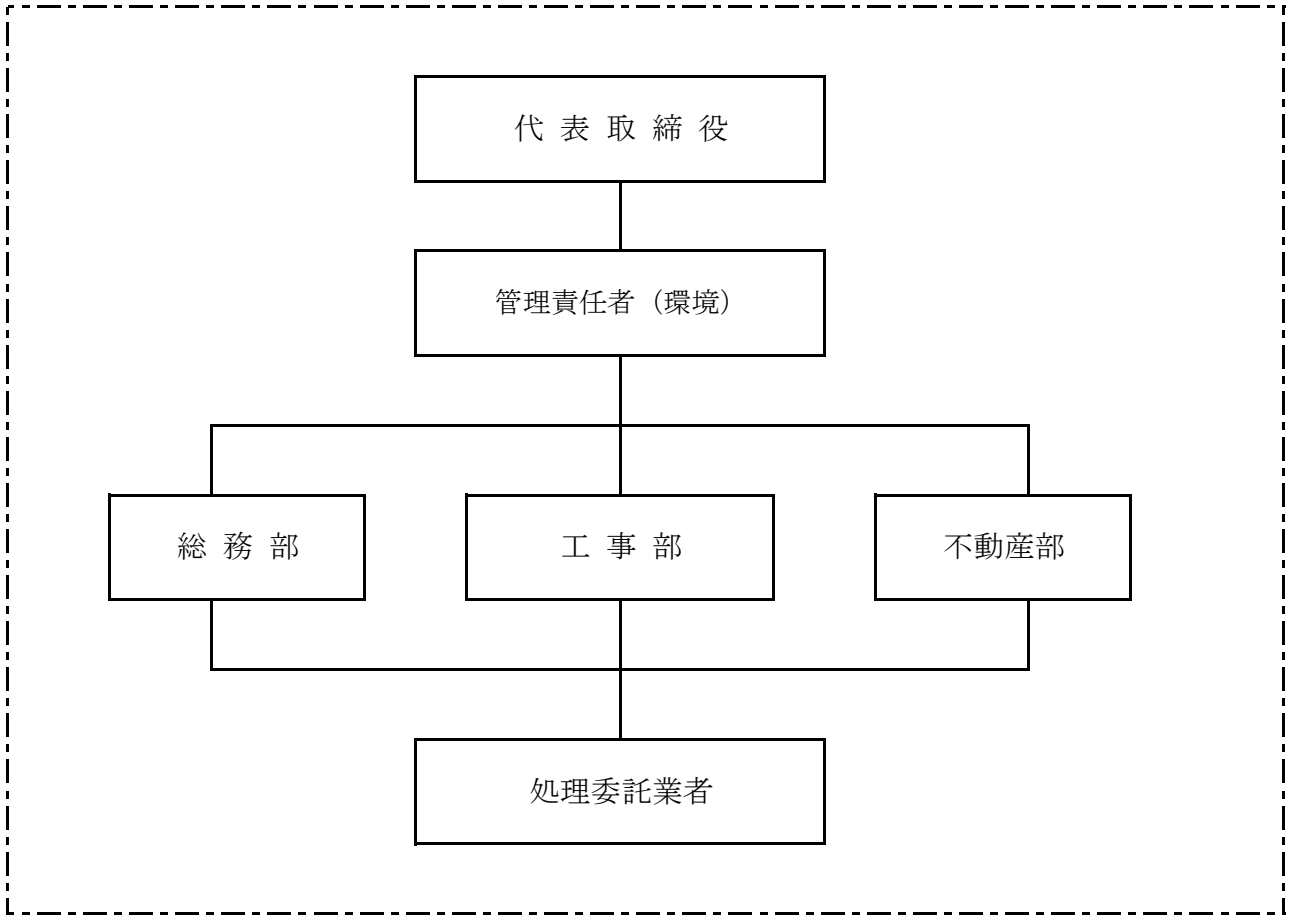 代表取締役
管理責任者（環境）
総務部
工事部
不動産部
処理委託業者